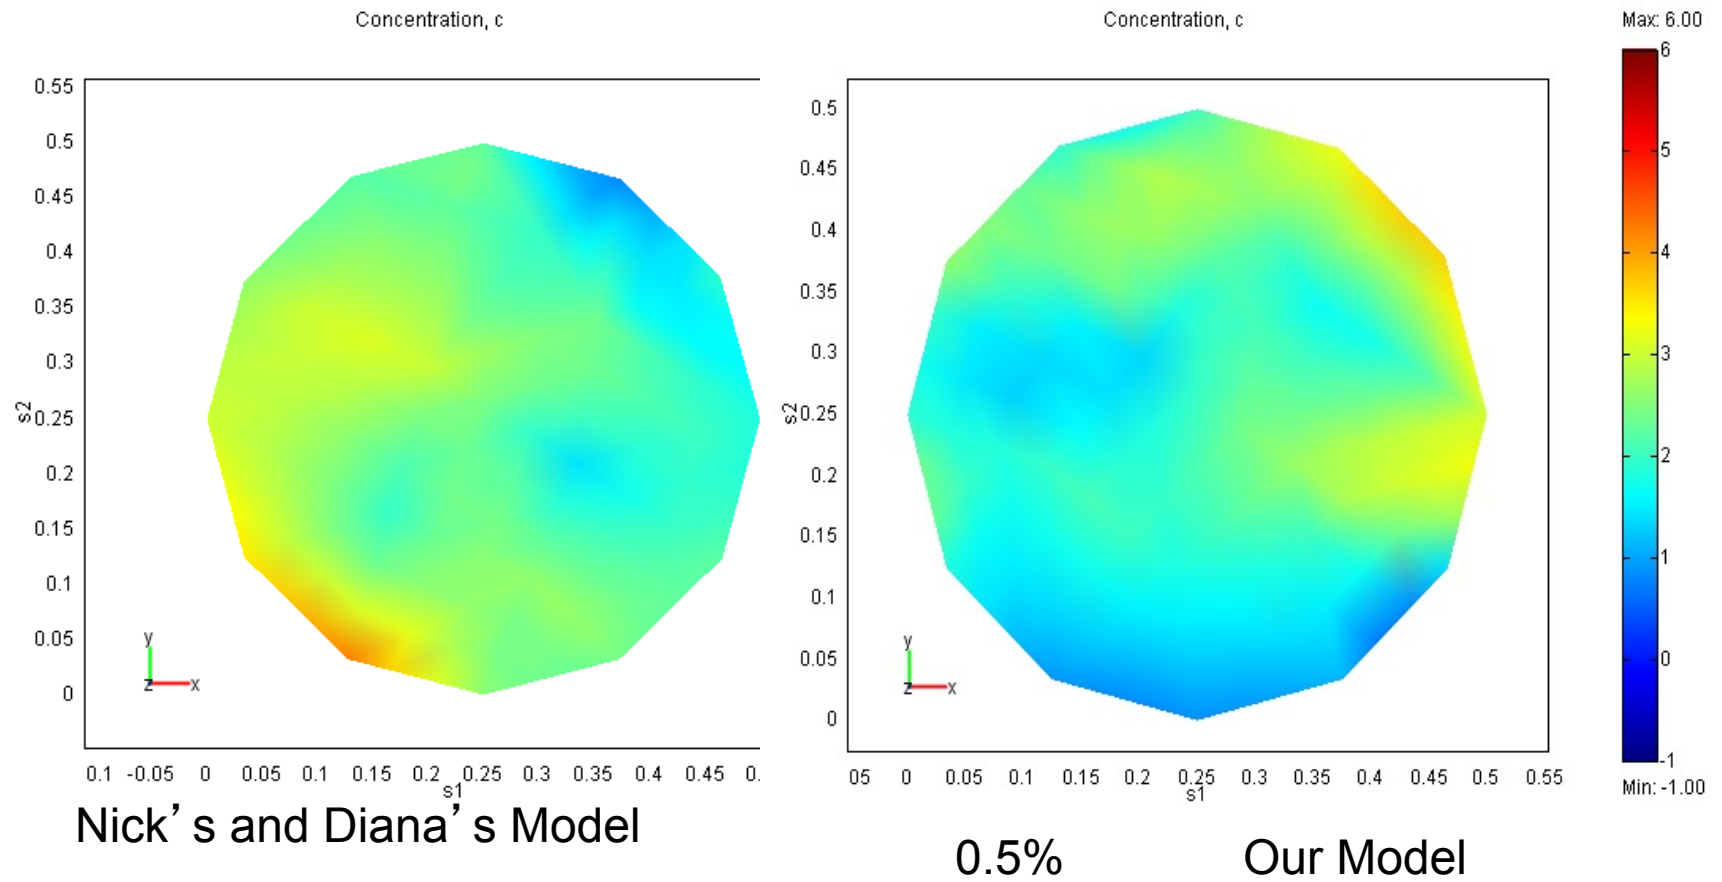 Concentration, c
0.55
0.5
0.45
0.4
0.35
0.3
s2
0.25
0.2
0.15
0.1
0.05
0
y
z
x
0.1 -0.05 0 0.05 0.1 0.15 0.2 0.25 0.3 0.35 0.4 0.45 0.
s1
Nick’s and Diana’s Model
Concentration, c
0.5
0.45
0.4
0.35
0.3
s2
0.25
0.2
0.15
0.1
0.05
0
y
z
x
05 0 0.05 0.1 0.15 0.2 0.25 0.3 0.35 0.4 0.45 0.5 0.55
s1
0.5% Our Model
Max: 6.00
6
5
4
3
2
1
0
-1
Min: -1.00